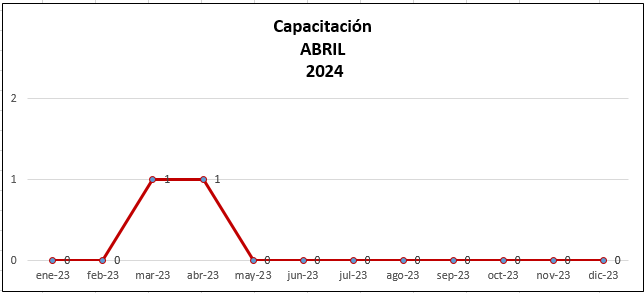 Capacitación
ABRIL
2024
2
1
1 1
0
0 0 0 0 0 0 0 0 0 0
ene-23 feb-23 mar-23 abr-23 may-23 jun-23 jul-23 ago-23 sep-23 oct-23 nov-23 dic-23